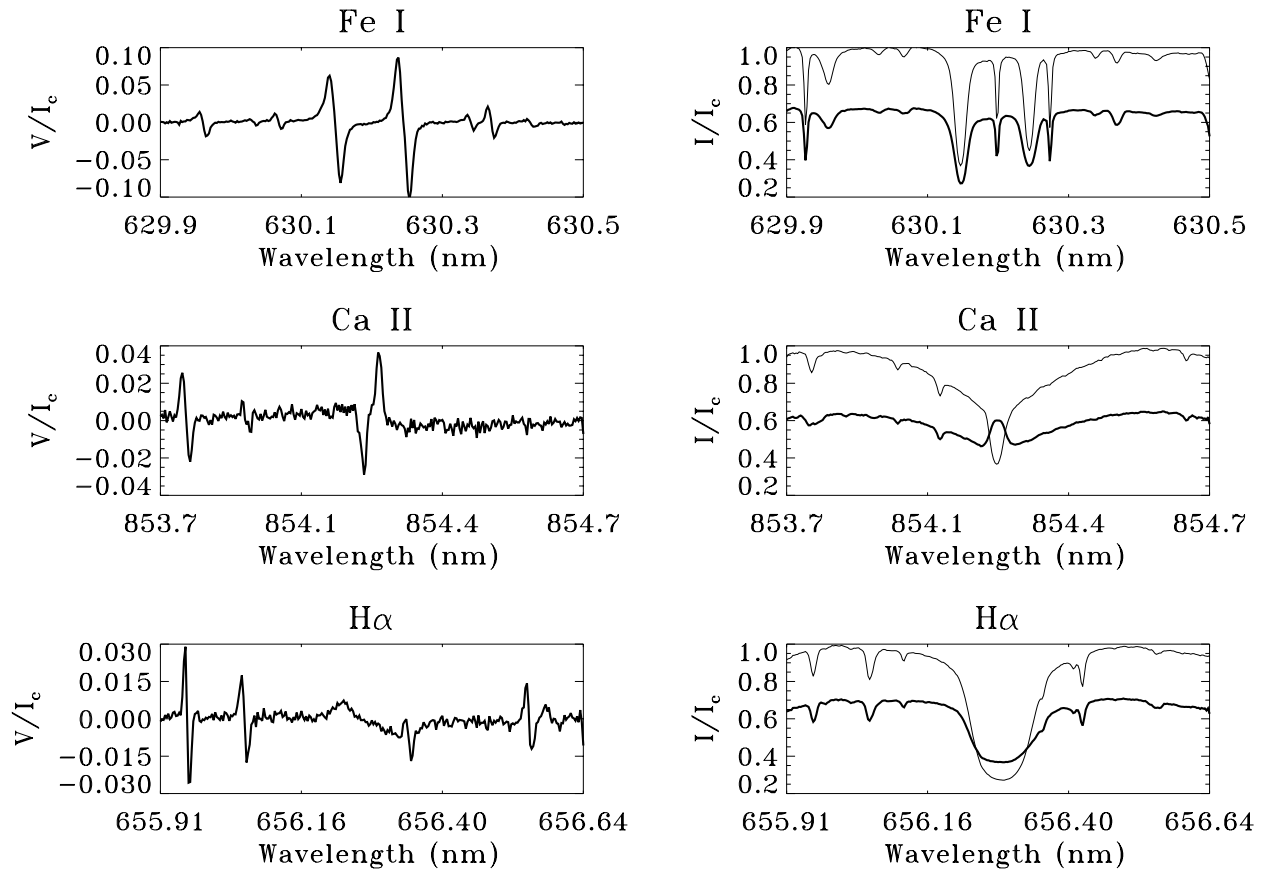 Fe I
V/Ic
0.10
0.05
0.00
−0.05
−0.10
629.9 630.1 630.3 630.5
Wavelength (nm)
Fe I
I/Ic
1.0
0.8
0.6
0.4
0.2
629.9 630.1 630.3 630.5
Wavelength (nm)
Ca II
V/Ic
0.04
0.02
0.00
−0.02
−0.04
853.7 854.1 854.4 854.7
Wavelength (nm)
Ca II
I/Ic
1.0
0.8
0.6
0.4
0.2
853.7 854.1 854.4 854.7
Wavelength (nm)
Hα
V/Ic
0.030
0.015
0.000
−0.015
−0.030
655.91 656.16 656.40 656.64
Wavelength (nm)
Hα
I/Ic
1.0
0.8
0.6
0.4
0.2
655.91 656.16 656.40 656.64
Wavelength (nm)